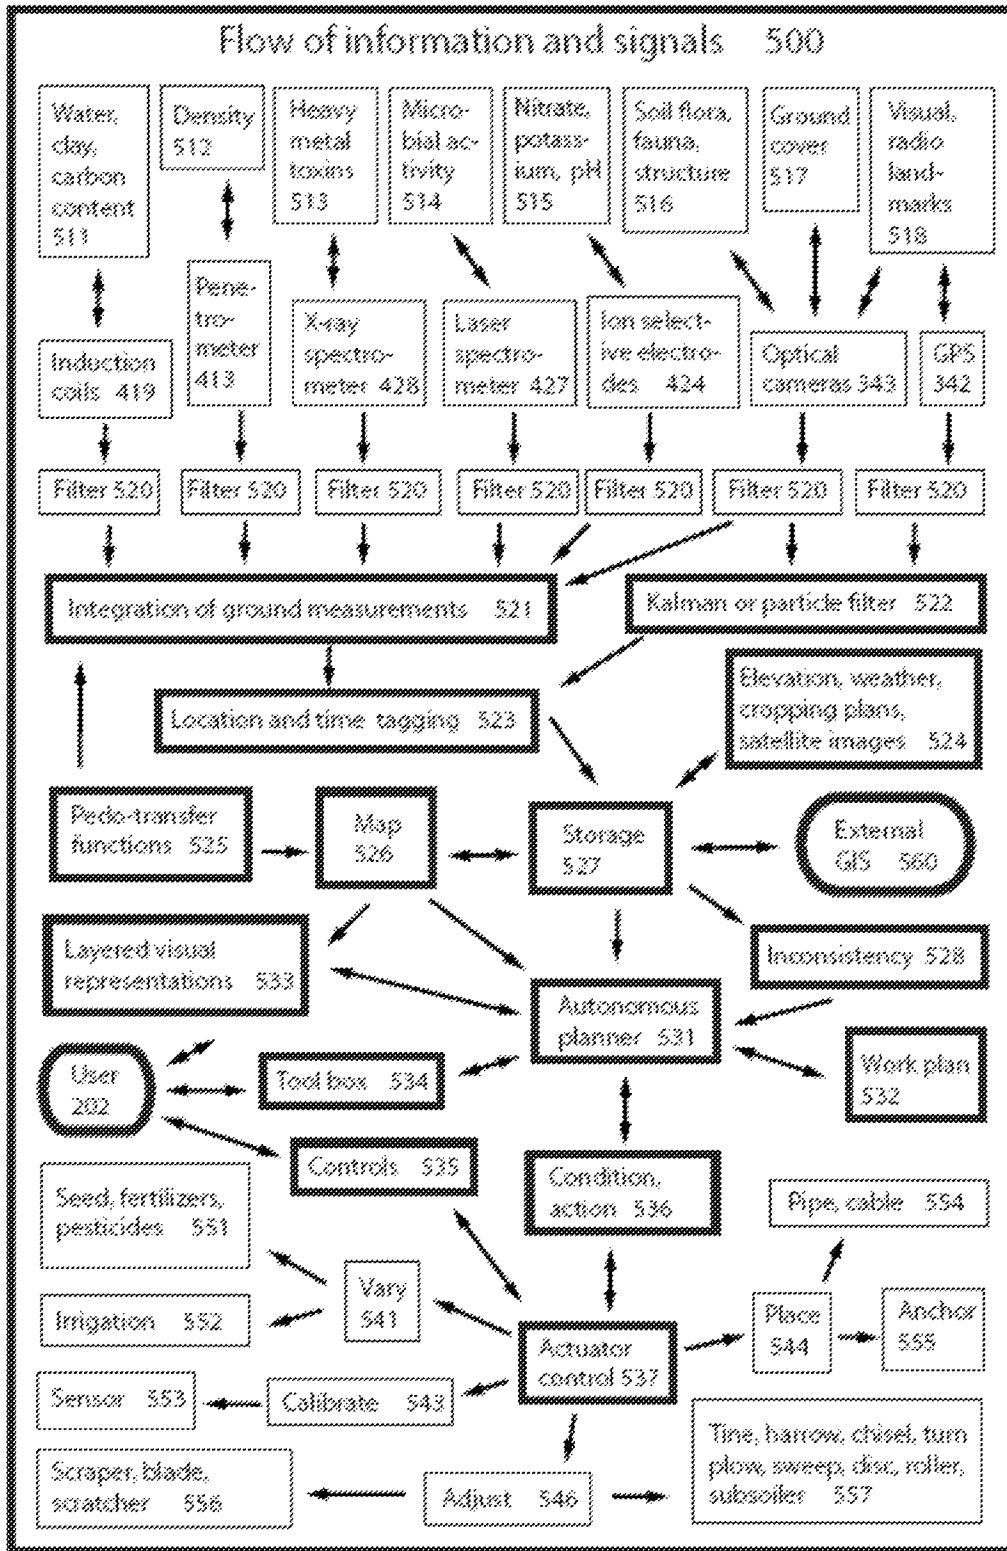 Flow of information and signals 500
Water,
clay,
carbon
content
511
Density
512
Heavy
metal
toxins
513
Micro-
bial ac-
tivity
514
Nitrate,
potass-
ium, pH
515
Soil flora,
fauna,
structure
516
Ground
cover
517
Visual,
radio
land-
marks
518
Induction
coils 419
Pene-
tro-
meter
413
X-ray
spectro-
meter 428
Laser
spectro-
meter 427
Ion select-
ive electro-
des 424
Optical
cameras 343
GPS
342
Filter 520
Filter 520
Filter 520
Filter 520
Filter 520
Filter 520
Filter 520
Integration of ground measurements 521
Kalman or particle filter 522
Location and time tagging 523
Elevation, weather,
cropping plans,
satellite images 524
Pedo-transfer
functions 525
Map
526
Storage
527
External
GIS 560
Layered visual
representations 533
Inconsistency 528
Autonomous
planner 531
User
202
Tool box 534
Work plan
532
Controls 535
Condition,
action 536
Seed, fertilizers,
pesticides 551
Pipe, cable 554
Vary
541
Irrigation 552
Place
544
Anchor
555
Actuator
control 537
Sensor 553
Calibrate 543
Scraper, blade,
scratcher 556
Adjust 546
Tine, harrow, chisel, turn
plow, sweep, disc, roller,
subsoiler 557